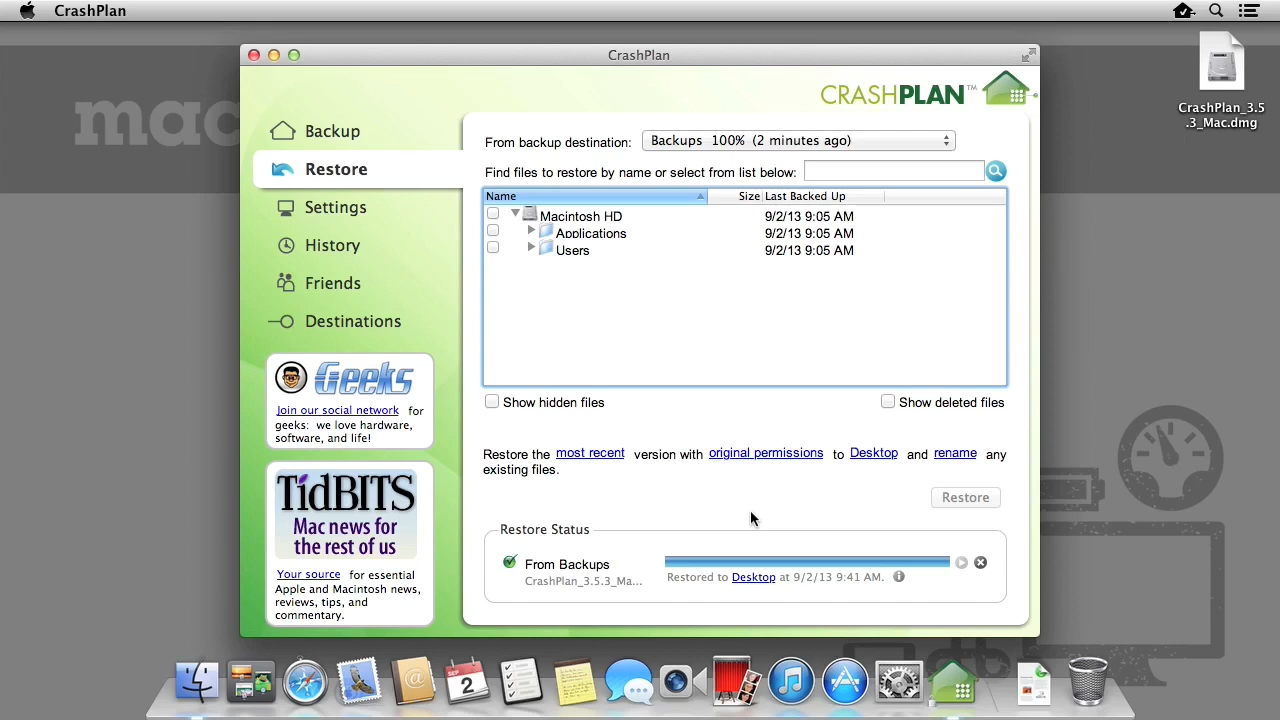 CrashPlan
CrashPlan
mac
CrashPlan_3.5
.3_Mac.dmg
CRASHPLAN™
Backup
Restore
Settings
History
Friends
Destinations
From backup destination: Backups 100% (2 minutes ago)
Find files to restore by name or select from list below:
Name Size Last Backed Up
Macintosh HD 9/2/13 9:05 AM
Applications 9/2/13 9:05 AM
Users 9/2/13 9:05 AM
Show hidden files Show deleted files
Geeks
Join our social network for
geeks: we love hardware,
software, and life!
TidBITS
Mac news for
the rest of us
Your source for essential
Apple and Macintosh news,
reviews, tips, and
commentary.
Restore the most recent version with original permissions to Desktop and rename any
existing files.
Restore
Restore Status
From Backups
CrashPlan_3.5.3_Ma...
Restored to Desktop at 9/2/13 9:41 AM.
SEP
2